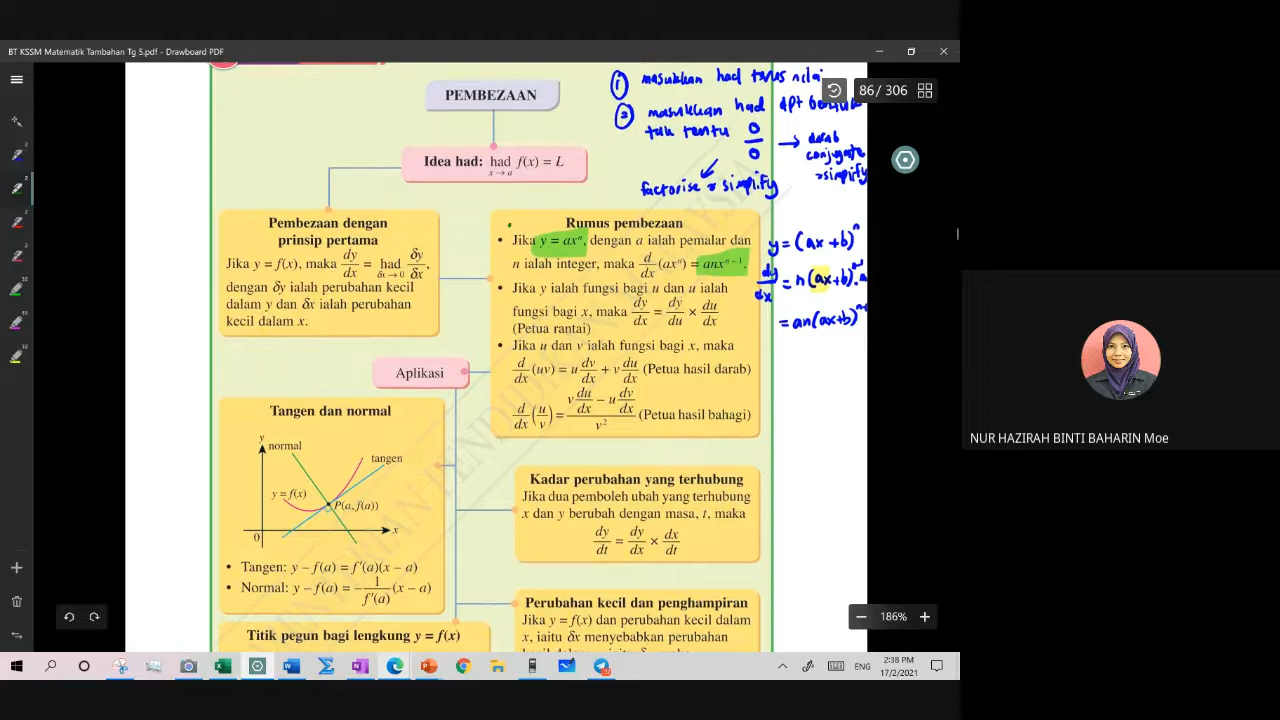 BT KSSM Matematik Tambahan Tg 5.pdf - Drawboard PDF
86 / 306
PEMBEZAAN
① masukkan had terus nilai
② masukkan had dpt
tak tentu 0/0 → darab
conjugate
simplify
factorise simplify
Idea had: had f(x) = L
x → a
Pembezaan dengan
prinsip pertama
Jika y = f(x), maka dy/dx = had δx → 0 δy/δx,
dengan δy ialah perubahan
kecil dalam y dan δx ialah perubahan
kecil dalam x.
Rumus pembezaan
• Jika y = axⁿ, dengan a ialah pemalar dan
n ialah integer, maka d/dx (axⁿ) = anxⁿ⁻¹.
• Jika y ialah fungsi bagi u dan u ialah
fungsi bagi x, maka dy/dx = dy/du × du/dx
(Petua rantai)
• Jika u dan v ialah fungsi bagi x, maka
d/dx (uv) = u dv/dx + v du/dx (Petua hasil darab)
d/dx (u/v) = (v du/dx – u dv/dx)/v² (Petua hasil bahagi)
y = (ax + b)ⁿ
dy/dx = n(ax+b)ⁿ⁻¹
= an(ax+b)
Aplikasi
Tangen dan normal
y
normal
tangen
y = f(x)
P(a, f(a))
0
x
• Tangen: y – f(a) = f′(a)(x – a)
• Normal: y – f(a) = – 1/f′(a) (x – a)
Kadar perubahan yang terhubung
Jika dua pemboleh ubah yang terhubung
x dan y berubah dengan masa, t, maka
dy/dt = dy/dx × dx/dt
Perubahan kecil dan penghampiran
Jika y = f(x) dan perubahan kecil dalam
x, iaitu δx menyebabkan perubahan
Titik pegun bagi lengkung y = f(x)
186%
NUR HAZIRAH BINTI BAHARIN Moe
ENG
2:38 PM
17/2/2021